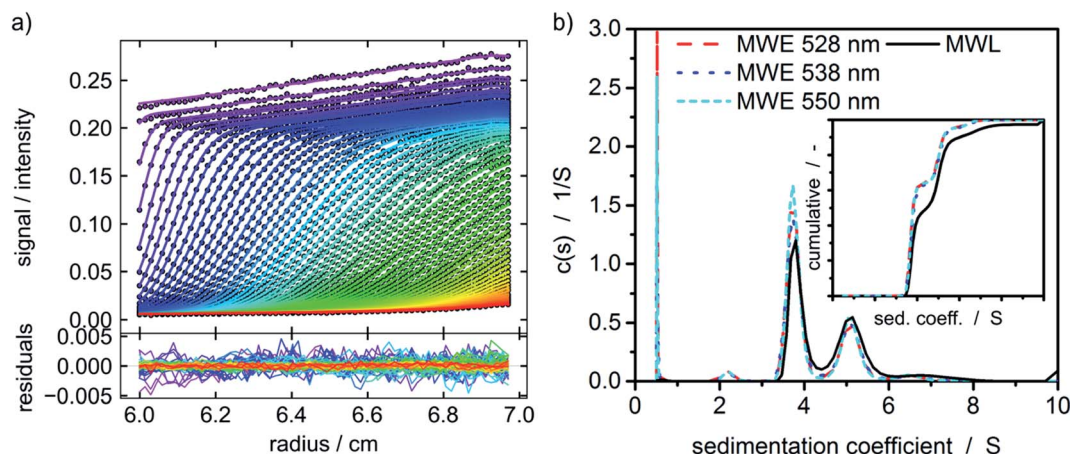 a)
signal / intensity
0.25
0.20
0.15
0.10
0.05
0.00
residuals
0.005
0.000
−0.005
6.0 6.2 6.4 6.6 6.8 7.0
radius / cm
b)
MWE 528 nm MWL
MWE 538 nm
MWE 550 nm
c(s) / 1/S
3.0
2.5
2.0
1.5
1.0
0.5
0.0
cumulative / -
sed. coeff. / S
0 2 4 6 8 10
sedimentation coefficient / S